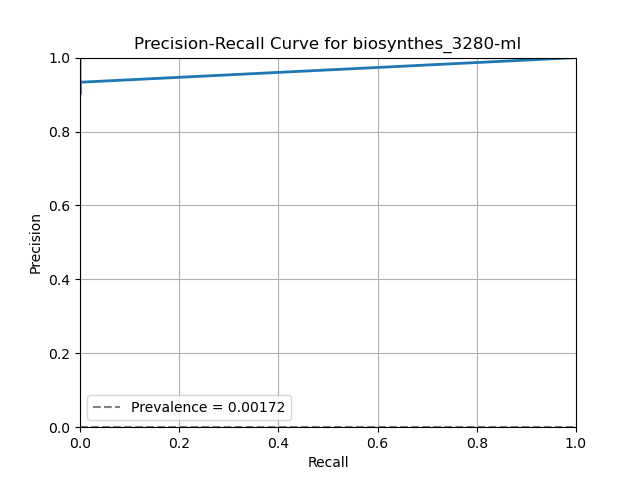 Precision-Recall Curve for biosynthes_3280-ml
1.0
0.8
0.6
0.4
0.2
0.0
Precision
Prevalence = 0.00172
0.0 0.2 0.4 0.6 0.8 1.0
Recall